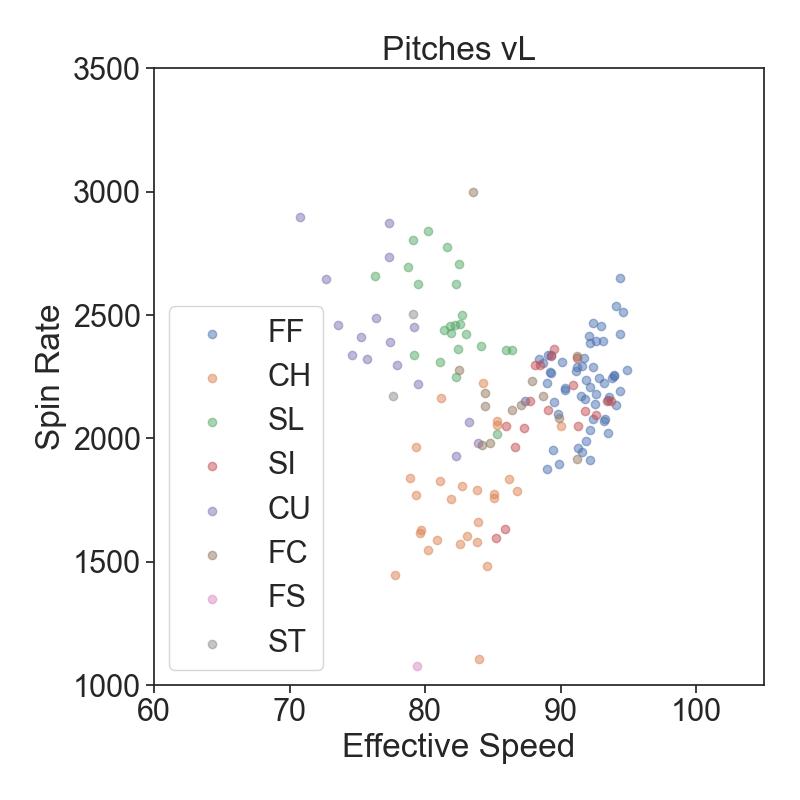 Pitches vL
3500
3000
2500
2000
1500
1000
Spin Rate
FF
CH
SL
SI
CU
FC
FS
ST
60
70
80
90
100
Effective Speed